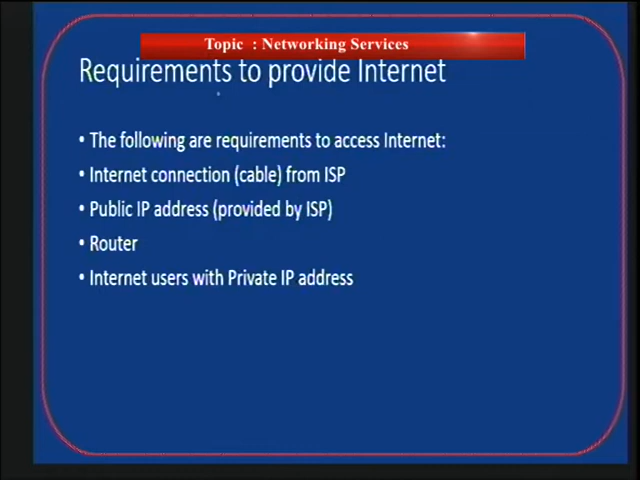 Topic : Networking Services
Requirements to provide Internet
• The following are requirements to access Internet:
• Internet connection (cable) from ISP
• Public IP address (provided by ISP)
• Router
• Internet users with Private IP address